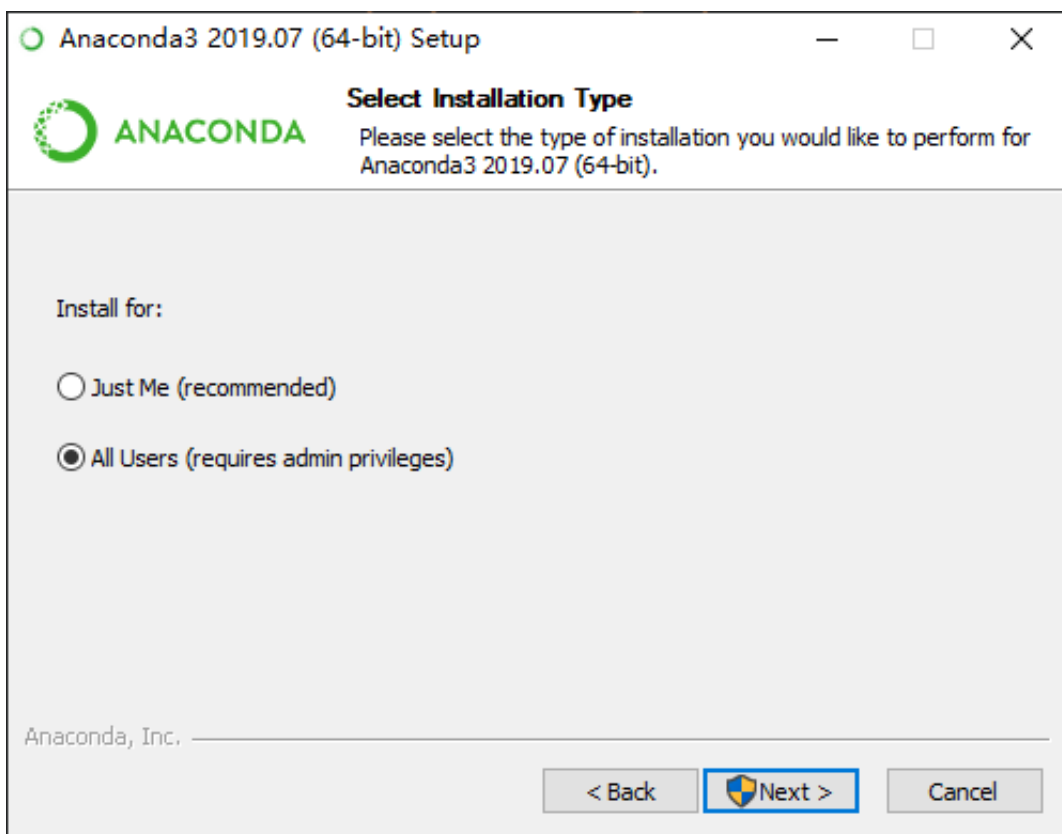 Anaconda3 2019.07 (64-bit) Setup
ANACONDA
Select Installation Type
Please select the type of installation you would like to perform for
Anaconda3 2019.07 (64-bit).
Install for:
Just Me (recommended)
All Users (requires admin privileges)
Anaconda, Inc.
< Back
Next >
Cancel